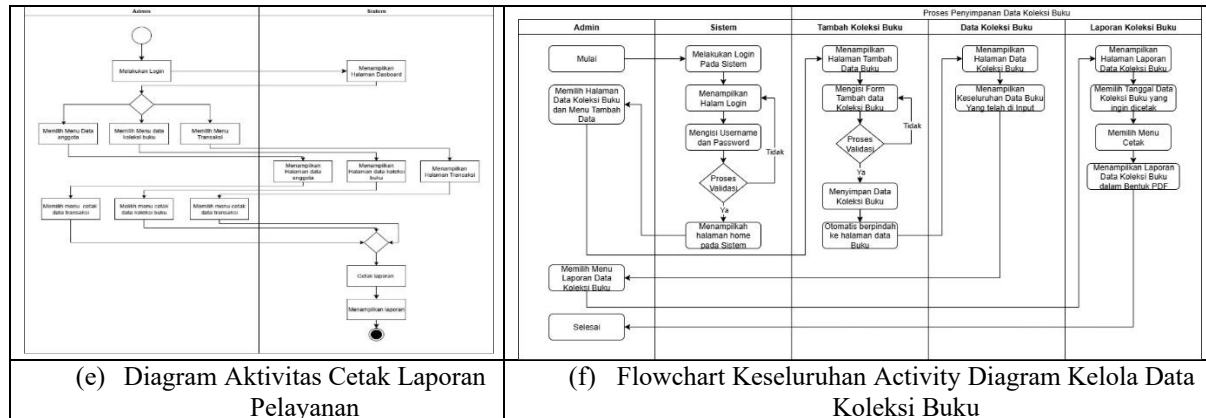 Admin
Sistem
Melakukan Login
Menampilkan
Halaman Dasboard
Memilih Menu Data
anggota
Memilih Menu data
koleksi buku
Memilih Menu
Transaksi
Menampilkan
Halaman data
anggota
Menampilkan
Halaman data koleksi
buku
Menampilkan
Halaman Transaksi
Memilih menu cetak
data transaksi
Melilih menu cetak
data koleksi buku
Memilih menu cetak
data transaksi
Cetak laporan
Menampilkan laporan
(e) Diagram Aktivitas Cetak Laporan
Pelayanan
Proses Penyimpanan Data Koleksi Buku
Admin
Sistem
Tambah Koleksi Buku
Data Koleksi Buku
Laporan Koleksi Buku
Mulai
Melakukan Login
Pada Sistem
Menampilkan
Halaman Tambah
Data Buku
Menampilkan
Halaman Data
Koleksi Buku
Menampilkan
Halaman Laporan
Data Koleksi Buku
Memilih Halaman
Data Koleksi Buku
dan Menu Tambah
Data
Menampilkan
Halam Login
Mengisi Form
Tambah data
Koleksi Buku
Menampilkan
Keseluruhan Data Buku
Yang telah di Input
Memilih Tanggal Data
Koleksi Buku yang
ingin dicetak
Mengisi Username
dan Password
Tidak
Tidak
Proses
Validasi
Ya
Memilih Menu
Cetak
Proses
Validasi
Ya
Menyimpan Data
Koleksi Buku
Menampilkan Laporan
Data Koleksi Buku
dalam Bentuk PDF
Menampilkah
halaman home
pada Sistem
Otomatis berpindah
ke halaman data
Buku
Memilih Menu
Laporan Data
Koleksi Buku
Selesai
(f) Flowchart Keseluruhan Activity Diagram Kelola Data
Koleksi Buku